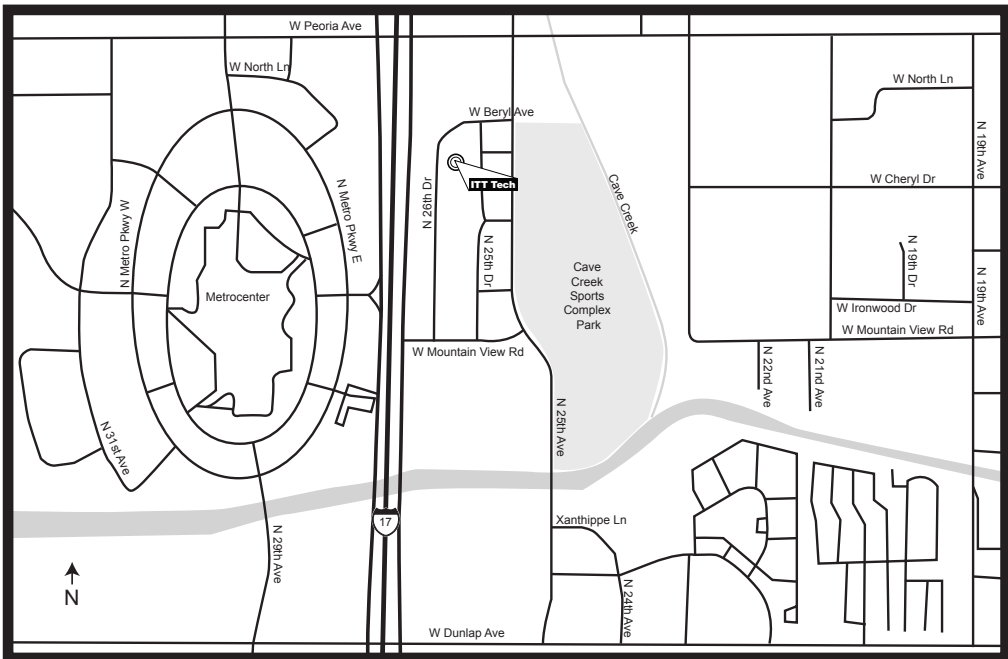 W Peoria Ave
W North Ln
W North Ln
W Beryl Ave
N 19th Ave
ITT Tech
W Cheryl Dr
N Metro Pkwy W
N Metro Pkwy E
N 26th Dr
Cave Creek
N 25th Dr
N 19th Dr
N 19th Ave
Metrocenter
Cave
Creek
Sports
Complex
Park
W Ironwood Dr
W Mountain View Rd
W Mountain View Rd
N 22nd Ave
N 21nd Ave
N 31st Ave
N 25th Ave
17
Xanthippe Ln
N 29th Ave
N
N 24th Ave
W Dunlap Ave